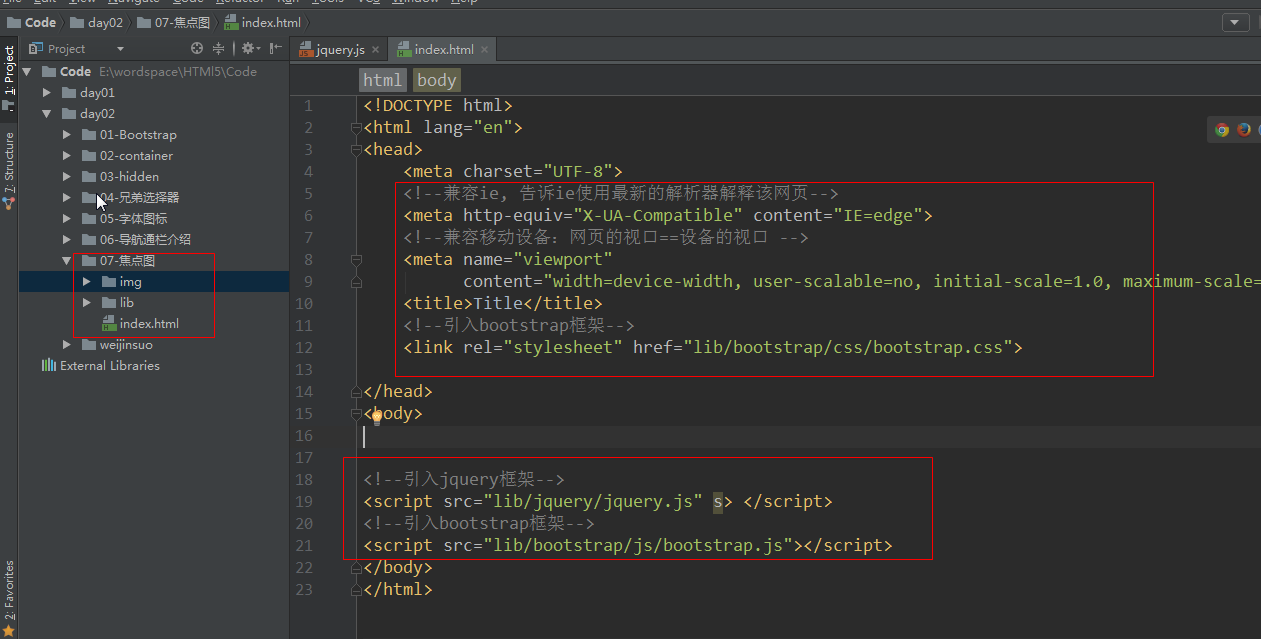 File Edit View Navigate Code Refactor Run Tools VCS Window Help
Code day02 07-焦点图 index.html
1: Project
7: Structure
2: Favorites
Project
Code E:\wordspace\HTMl5\Code
day01
day02
01-Bootstrap
02-container
03-hidden
04-兄弟选择器
05-字体图标
06-导航通栏介绍
07-焦点图
img
lib
index.html
weijinsuo
External Libraries
jquery.js index.html
html body
1 <!DOCTYPE html>
2 <html lang="en">
3 <head>
4 <meta charset="UTF-8">
5 <!--兼容ie, 告诉ie使用最新的解析器解释该网页-->
6 <meta http-equiv="X-UA-Compatible" content="IE=edge">
7 <!--兼容移动设备: 网页的视口==设备的视口 -->
8 <meta name="viewport"
9 content="width=device-width, user-scalable=no, initial-scale=1.0, maximum-scale=
10 <title>Title</title>
11 <!--引入bootstrap框架-->
12 <link rel="stylesheet" href="lib/bootstrap/css/bootstrap.css">
13
14 </head>
15 <body>
16
17
18 <!--引入jquery框架-->
19 <script src="lib/jquery/jquery.js" s> </script>
20 <!--引入bootstrap框架-->
21 <script src="lib/bootstrap/js/bootstrap.js"></script>
22 </body>
23 </html>